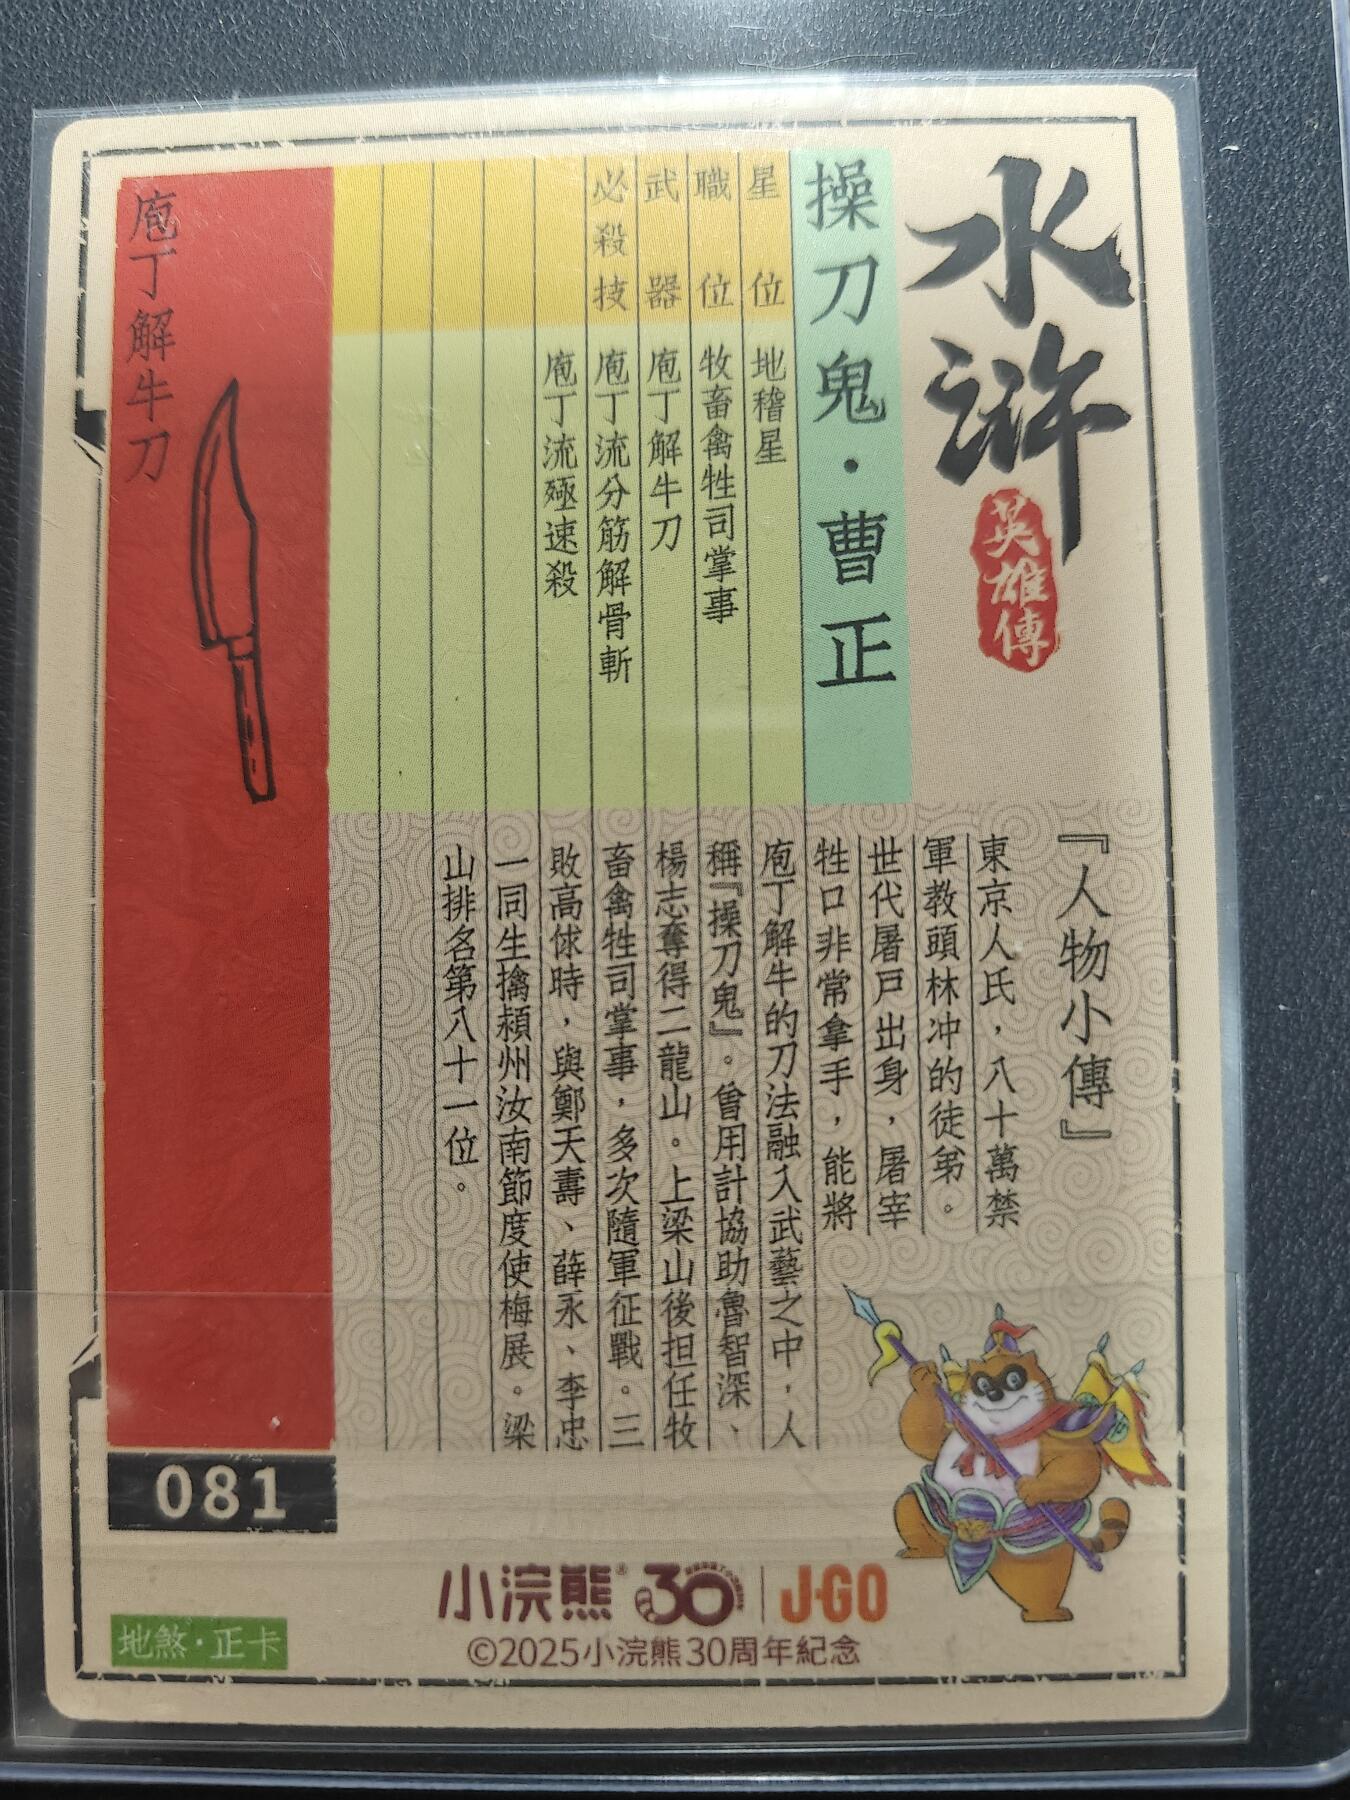 水滸
英雄傳
操刀鬼·曹正
星位 地稽星
職位 牧畜禽牲司掌事
武器 庖丁解牛刀
必殺技 庖丁流分筋解骨斬
庖丁流殛速殺
庖丁解牛刀
『人物小傳』
東京人氏，八十萬禁
軍教頭林冲的徒弟。
世代屠戶出身，屠宰
牲口非常拿手，能將
庖丁解牛的刀法融入武藝之中，人
稱『操刀鬼』。曾用計協助魯智深、
楊志奪得二龍山。上梁山後担任牧
畜禽牲司掌事，多次隨軍征戰。三
敗高俅時，與鄭天壽、薛永、李忠
一同生擒頴州汝南節度使梅展。梁
山排名第八十一位。
081
小浣熊® 30 J·GO
©2025小浣熊30周年紀念
地煞·正卡